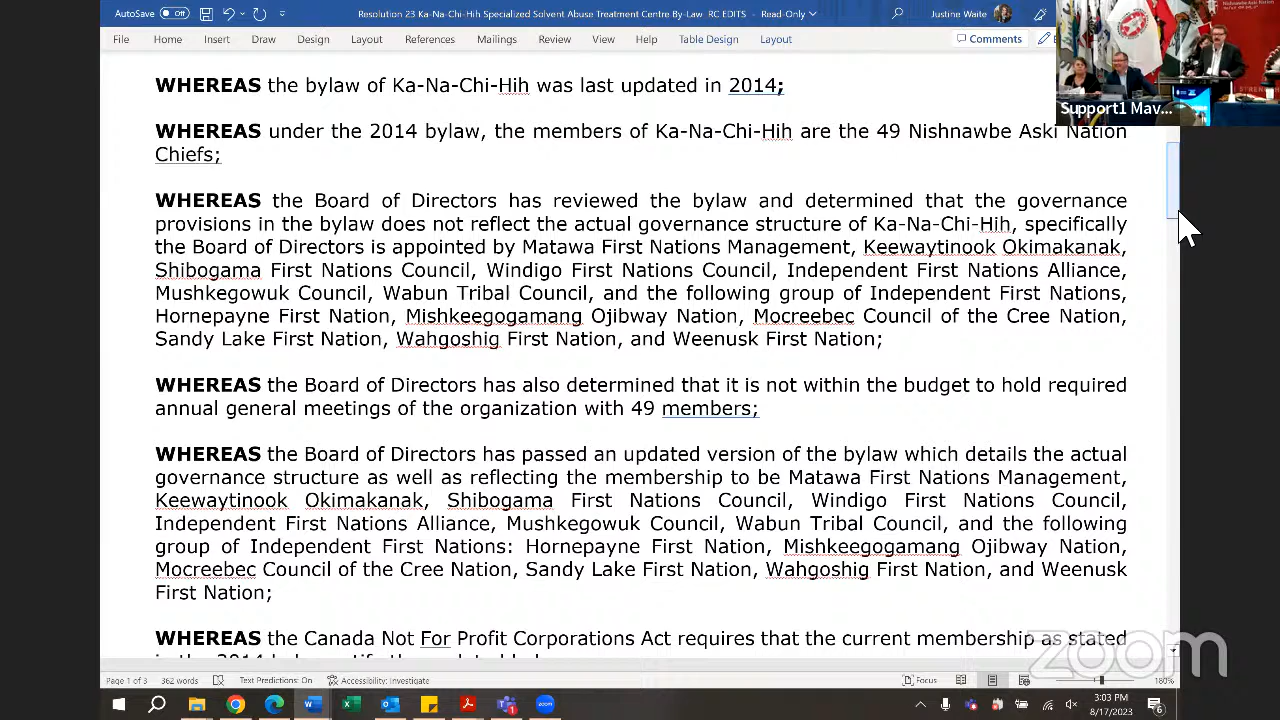 AutoSave Off
Resolution 23 Ka-Na-Chi-Hih Specialized Solvent Abuse Treatment Centre By-Law RC EDITS - Read-Only
Justine Waite
File Home Insert Draw Design Layout References Mailings Review View Help Table Design Layout
Comments
Support1 Mav...
WHEREAS the bylaw of Ka-Na-Chi-Hih was last updated in 2014;
WHEREAS under the 2014 bylaw, the members of Ka-Na-Chi-Hih are the 49 Nishnawbe Aski Nation
Chiefs;
WHEREAS the Board of Directors has reviewed the bylaw and determined that the governance
provisions in the bylaw does not reflect the actual governance structure of Ka-Na-Chi-Hih, specifically
the Board of Directors is appointed by Matawa First Nations Management, Keewaytinook Okimakanak,
Shibogama First Nations Council, Windigo First Nations Council, Independent First Nations Alliance,
Mushkegowuk Council, Wabun Tribal Council, and the following group of Independent First Nations,
Hornepayne First Nation, Mishkeegogamang Ojibway Nation, Mocreebec Council of the Cree Nation,
Sandy Lake First Nation, Wahgoshig First Nation, and Weenusk First Nation;
WHEREAS the Board of Directors has also determined that it is not within the budget to hold required
annual general meetings of the organization with 49 members;
WHEREAS the Board of Directors has passed an updated version of the bylaw which details the actual
governance structure as well as reflecting the membership to be Matawa First Nations Management,
Keewaytinook Okimakanak, Shibogama First Nations Council, Windigo First Nations Council,
Independent First Nations Alliance, Mushkegowuk Council, Wabun Tribal Council, and the following
group of Independent First Nations: Hornepayne First Nation, Mishkeegogamang Ojibway Nation,
Mocreebec Council of the Cree Nation, Sandy Lake First Nation, Wahgoshig First Nation, and Weenusk
First Nation;
WHEREAS the Canada Not For Profit Corporations Act requires that the current membership as stated
zoom
Page 1 of 3 362 words Text Predictions: On Accessibility: Investigate Focus 180%
3:03 PM
8/17/2023
6